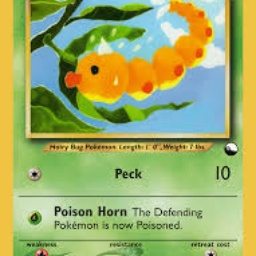 Hairy Bug Pokémon. Length: 1' 0", Weight: 7 lbs
Peck 10
Poison Horn The Defending
Pokémon is now Poisoned.
weakness resistance retreat cost